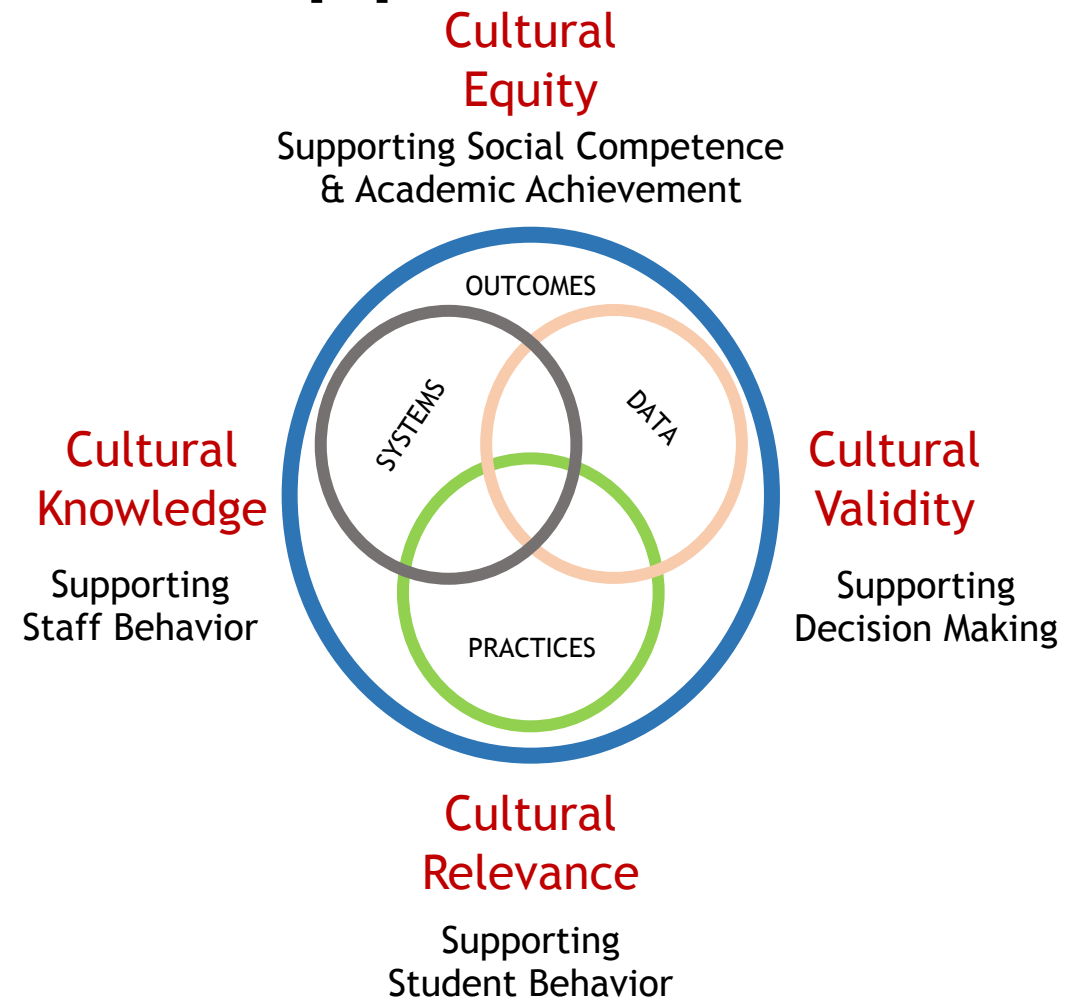 Cultural
Equity
Supporting Social Competence
& Academic Achievement
OUTCOMES
SYSTEMS
DATA
Cultural
Knowledge
Cultural
Validity
Supporting
Staff Behavior
Supporting
Decision Making
PRACTICES
Cultural
Relevance
Supporting
Student Behavior